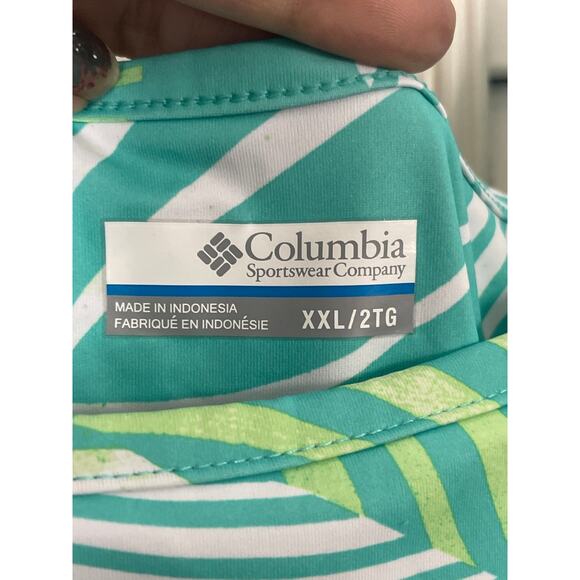 Columbia
Sportswear Company
MADE IN INDONESIA
FABRIQUÉ EN INDONÉSIE
XXL/2TG